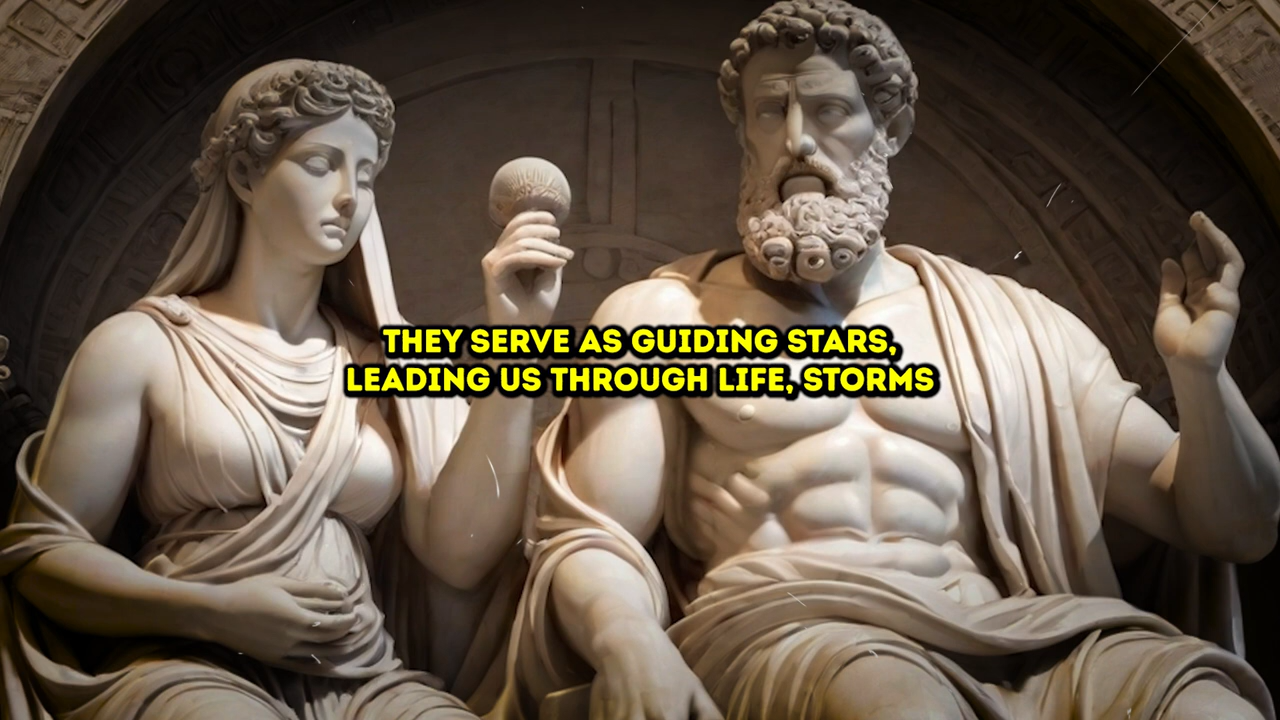 THEY SERVE AS GUIDING STARS,
LEADING US THROUGH LIFE, STORMS